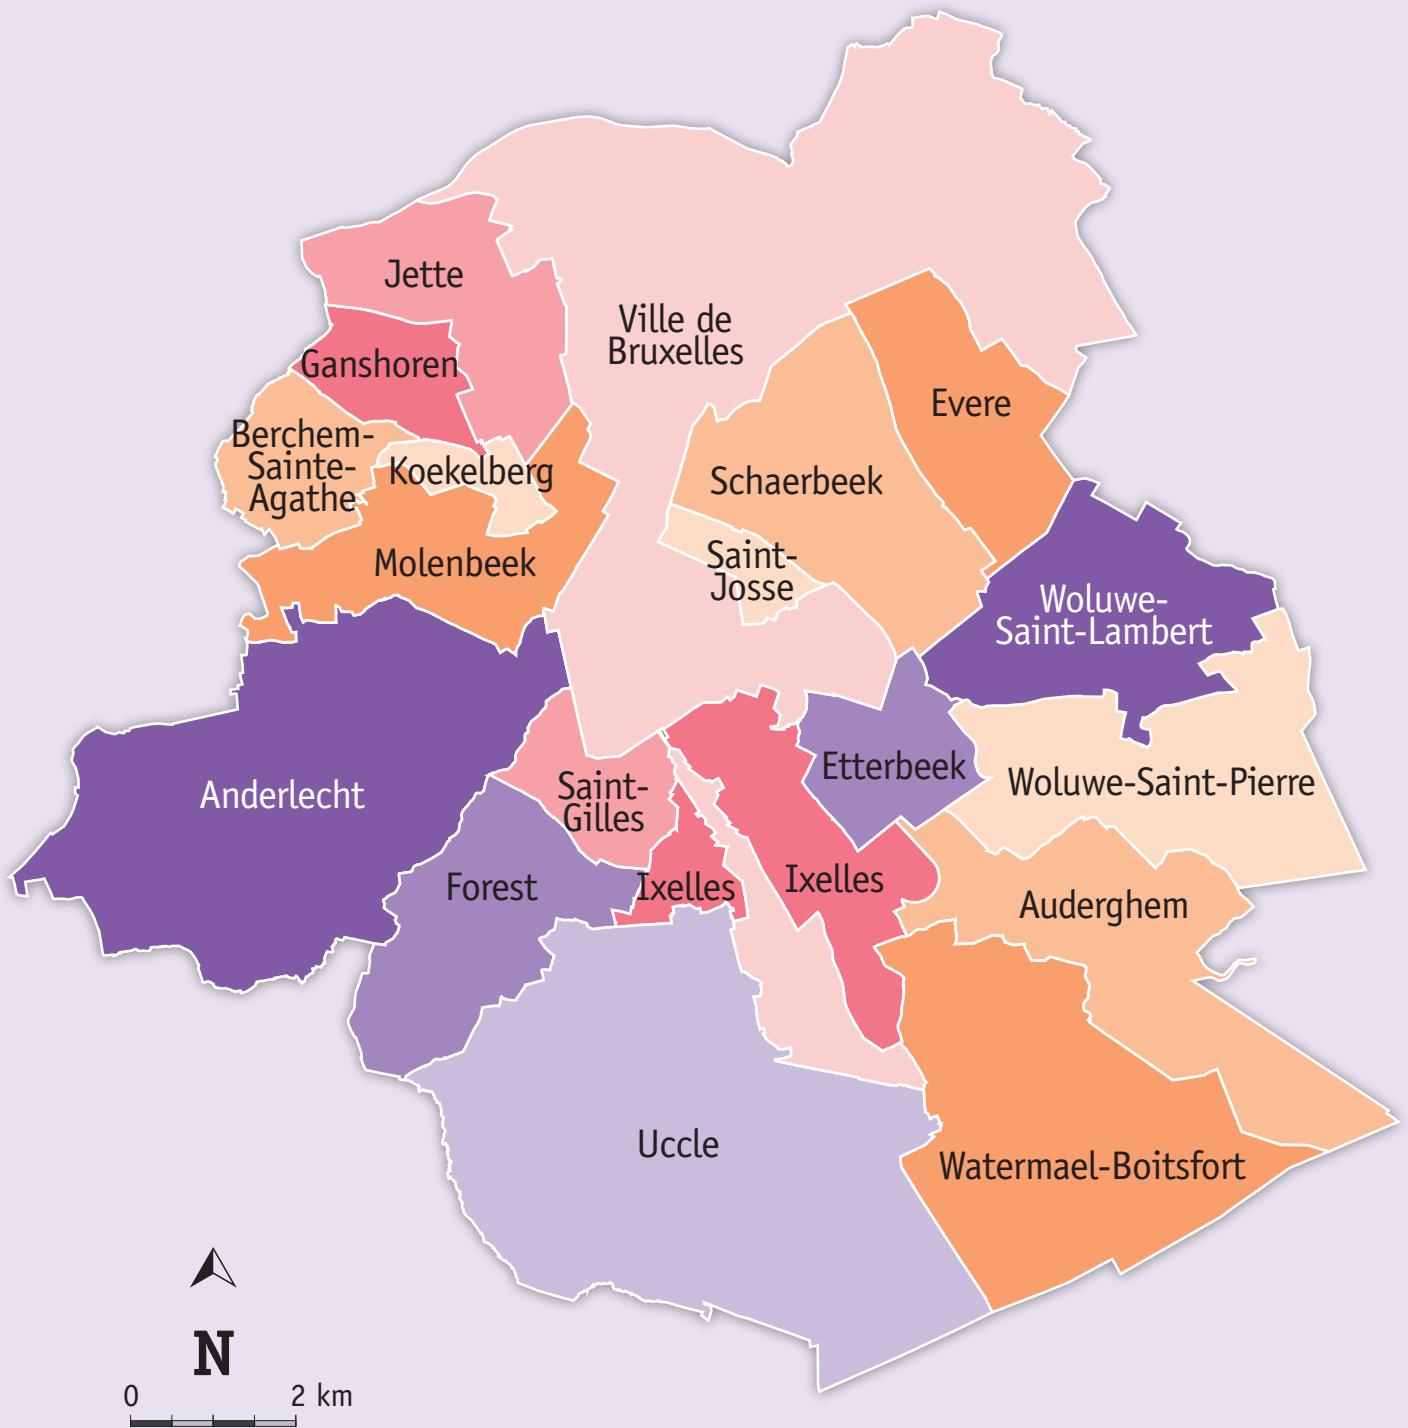 Jette
Ville de
Bruxelles
Ganshoren
Evere
Berchem-
Sainte-
Agathe
Koekelberg
Schaerbeek
Molenbeek
Saint-
Josse
Woluwe-
Saint-Lambert
Anderlecht
Saint-
Gilles
Etterbeek
Woluwe-Saint-Pierre
Forest
Ixelles
Ixelles
Auderghem
Uccle
Watermael-Boitsfort
N
0 2 km